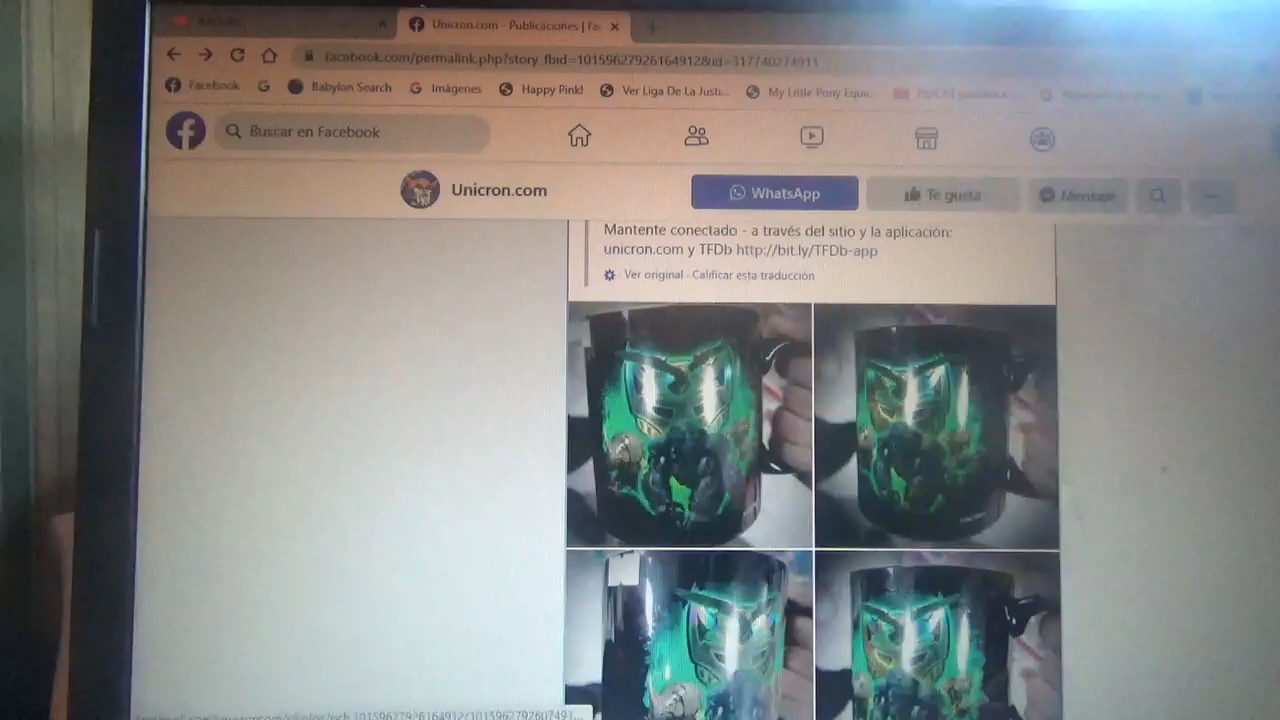 Unicron.com - Publicaciones | Fa
facebook.com/permalink.php?story_fbid=10159627926164912&id=317740274911
Facebook Babylon Search Imágenes Happy Pink! Ver Liga De La Justi... My Little Pony Eque...
Buscar en Facebook
Unicron.com WhatsApp Te gusta Mensaje
Mantente conectado - a través del sitio y la aplicación:
unicron.com y TFDb http://bit.ly/TFDb-app
Ver original · Calificar esta traducción